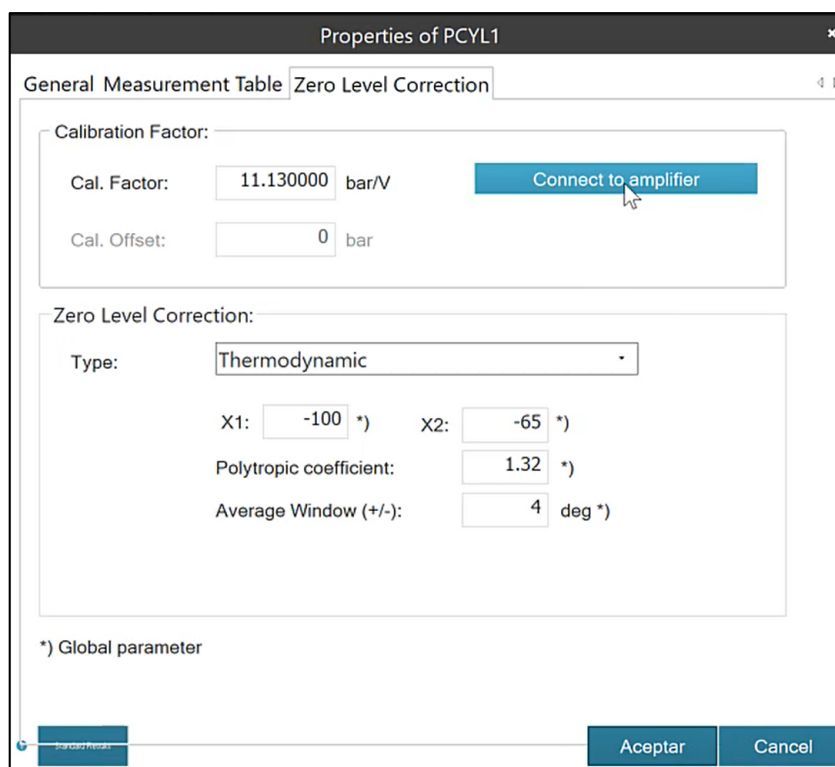 Properties of PCYL1
General Measurement Table Zero Level Correction
Calibration Factor:
Cal. Factor: 11.130000 bar/V Connect to amplifier
Cal. Offset: 0 bar
Zero Level Correction:
Type: Thermodynamic
X1: -100 *) X2: -65 *)
Polytropic coefficient: 1.32 *)
Average Window (+/-): 4 deg *)
*) Global parameter
Standard Results Aceptar Cancel